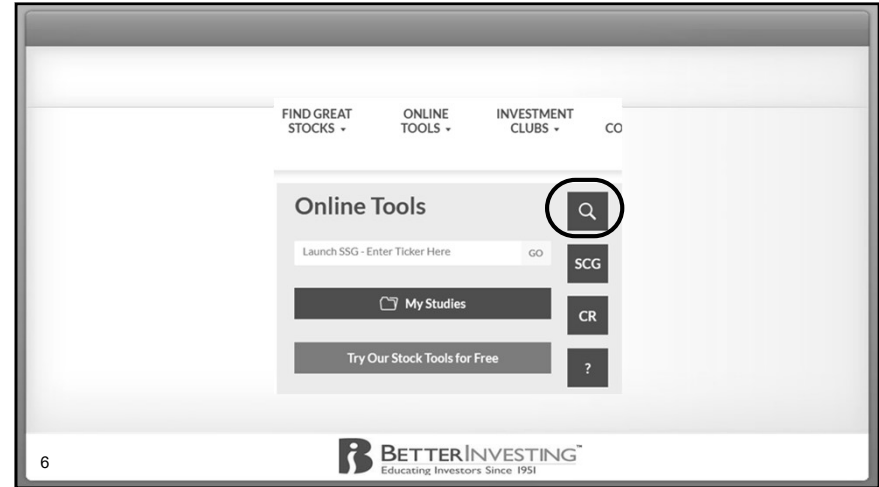 FIND GREAT
STOCKS
ONLINE
TOOLS
INVESTMENT
CLUBS
CO
Online Tools
Launch SSG - Enter Ticker Here GO
SCG
My Studies
CR
Try Our Stock Tools for Free
?
6
BETTERINVESTING™
Educating Investors Since 1951